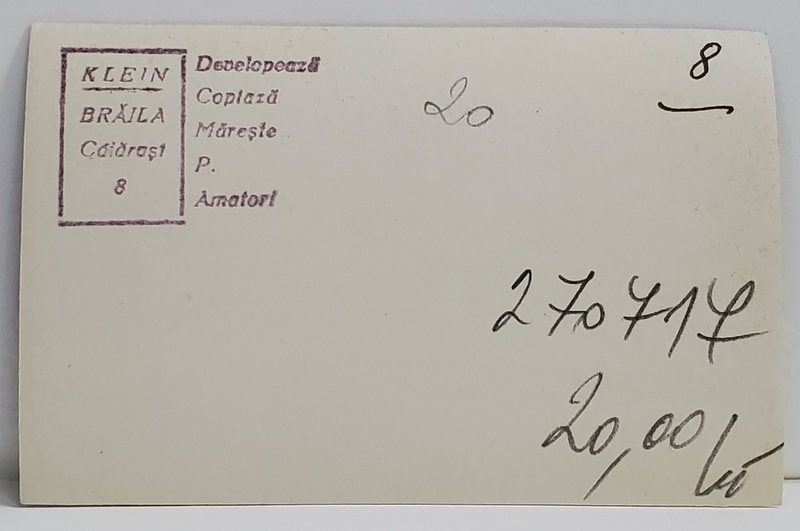 KLEIN
BRĂILA
Călărași
8
Developează
Copiază
Mărește
P.
Amatori
20
8
270717
20,00 lei